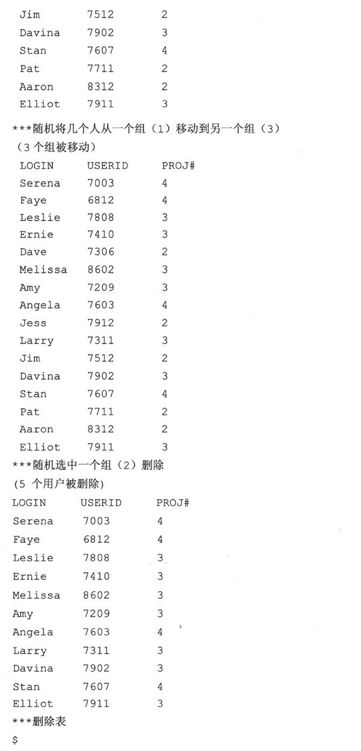 Jim 7512 2
Davina 7902 3
Stan 7607 4
Pat 7711 2
Aaron 8312 2
Elliot 7911 3
***随机将几个人从一个组（1）移动到另一个组（3）
（3 个组被移动）
LOGIN USERID PROJ#
Serena 7003 4
Faye 6812 4
Leslie 7808 3
Ernie 7410 3
Dave 7306 2
Melissa 8602 3
Amy 7209 3
Angela 7603 4
Jess 7912 2
Larry 7311 3
Jim 7512 2
Davina 7902 3
Stan 7607 4
Pat 7711 2
Aaron 8312 2
Elliot 7911 3
***随机选中一个组（2）删除
(5 个用户被删除)
LOGIN USERID PROJ#
Serena 7003 4
Faye 6812 4
Leslie 7808 3
Ernie 7410 3
Melissa 8602 3
Amy 7209 3
Angela 7603 4
Larry 7311 3
Davina 7902 3
Stan 7607 4
Elliot 7911 3
***删除表
$